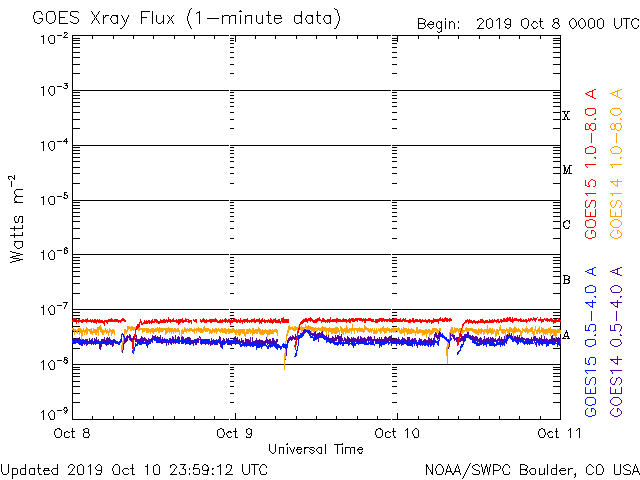 GOES Xray Flux (1-minute data)
Begin: 2019 Oct 8 0000 UTC
10⁻²
10⁻³
10⁻⁴
10⁻⁵
10⁻⁶
10⁻⁷
10⁻⁸
10⁻⁹
Watts m⁻²
X
M
C
B
A
GOES15 1.0-8.0 A
GOES14 1.0-8.0 A
GOES15 0.5-4.0 A
GOES14 0.5-4.0 A
Oct 8
Oct 9
Oct 10
Oct 11
Universal Time
Updated 2019 Oct 10 23:59:12 UTC
NOAA/SWPC Boulder, CO USA